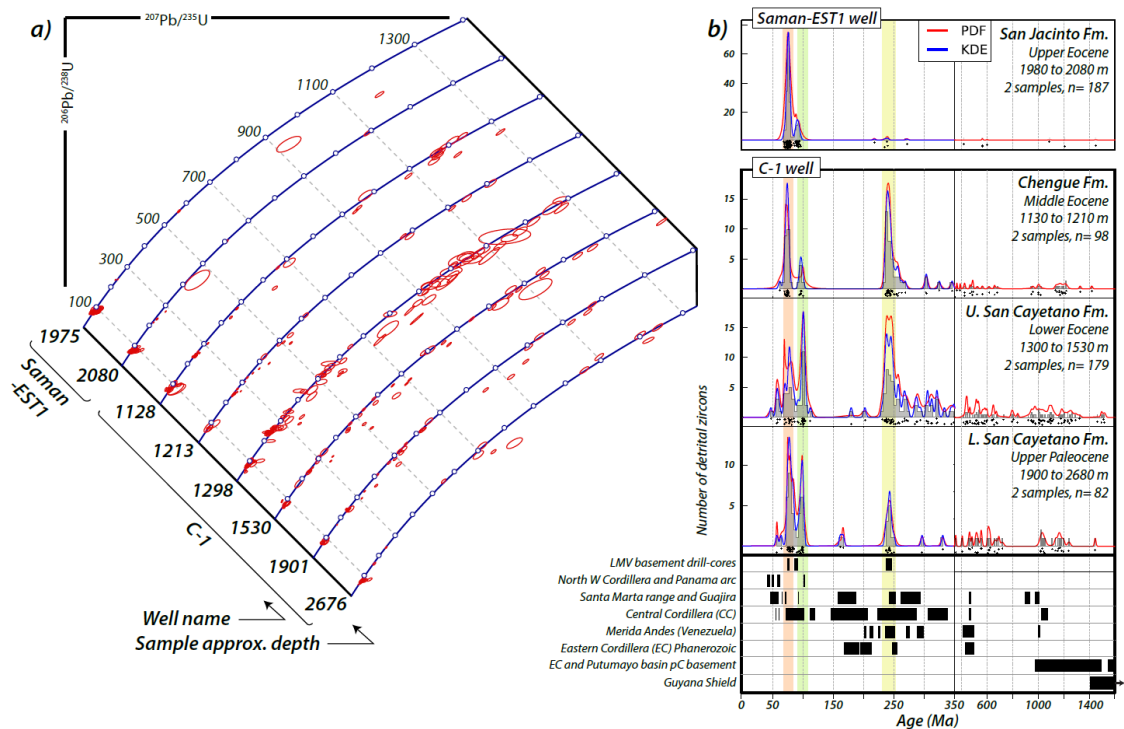 a)
207Pb/235U
206Pb/238U
1300
1100
900
700
500
300
100
1975
2080
1128
1213
1298
1530
1901
2676
Saman
-EST1
C-1
Well name
Sample approx. depth
b)
Saman-EST1 well
PDF
KDE
San Jacinto Fm.
Upper Eocene
1980 to 2080 m
2 samples, n= 187
60
40
20
C-1 well
Chengue Fm.
Middle Eocene
1130 to 1210 m
2 samples, n= 98
15
10
5
U. San Cayetano Fm.
Lower Eocene
1300 to 1530 m
2 samples, n= 179
15
10
5
L. San Cayetano Fm.
Upper Paleocene
1900 to 2680 m
2 samples, n= 82
10
5
Number of detrital zircons
LMV basement drill-cores
North W Cordillera and Panama arc
Santa Marta range and Guajira
Central Cordillera (CC)
Merida Andes (Venezuela)
Eastern Cordillera (EC) Phanerozoic
EC and Putumayo basin pC basement
Guyana Shield
0 50 100 150 200 250 350 600 1000 1400
Age (Ma)